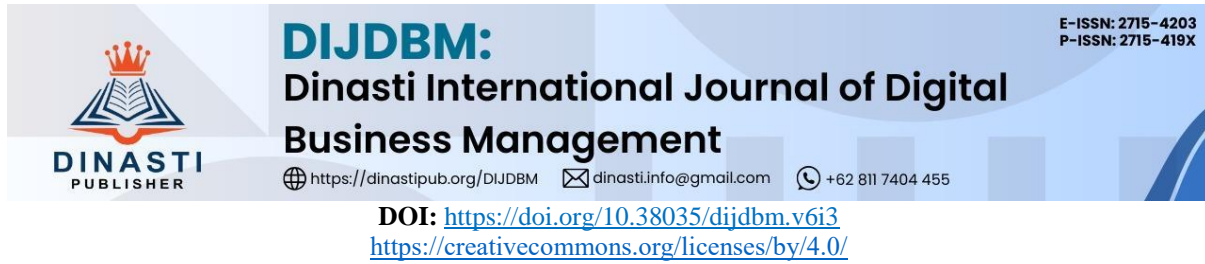 E-ISSN: 2715-4203
P-ISSN: 2715-419X
DIJDBM:
Dinasti International Journal of Digital
Business Management
DINASTI
PUBLISHER
https://dinastipub.org/DIJDBM dinasti.info@gmail.com +62 811 7404 455
DOI: https://doi.org/10.38035/dijdbm.v6i3
https://creativecommons.org/licenses/by/4.0/